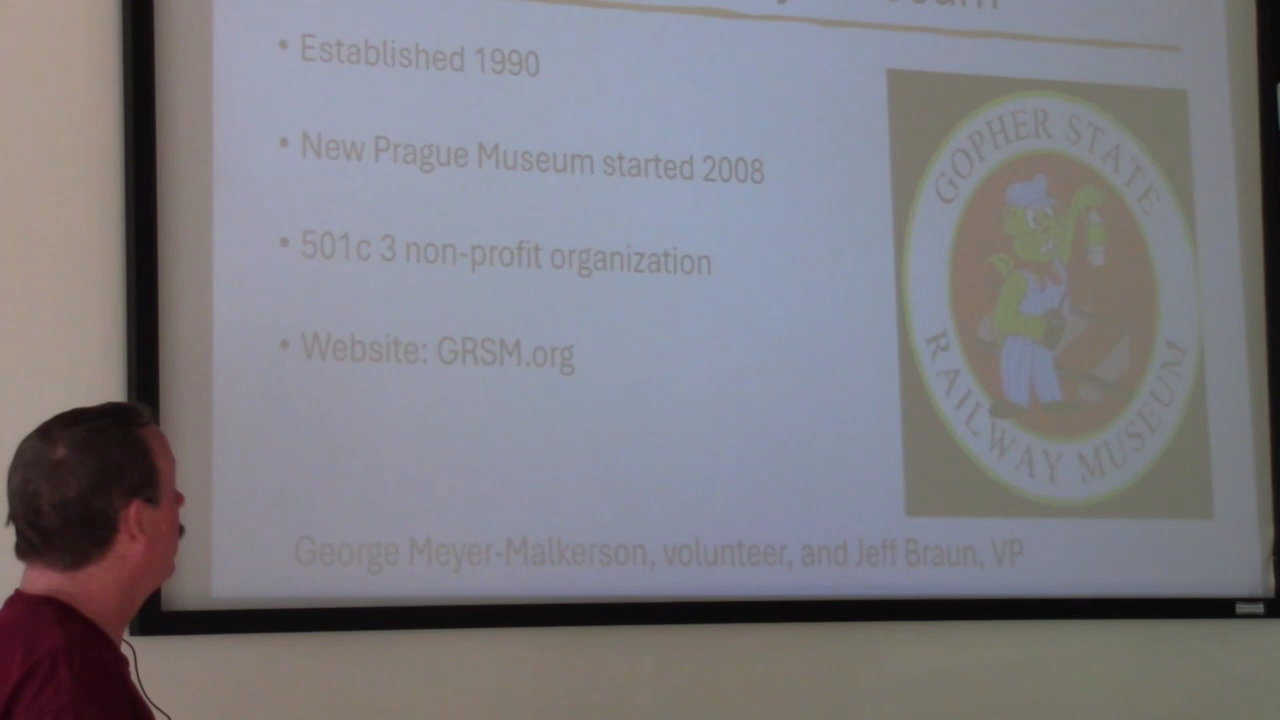 • Established 1990
• New Prague Museum started 2008
• 501c 3 non-profit organization
• Website: GRSM.org
GOPHER STATE
RAILWAY MUSEUM
George Meyer-Malkerson, volunteer, and Jeff Braun, VP